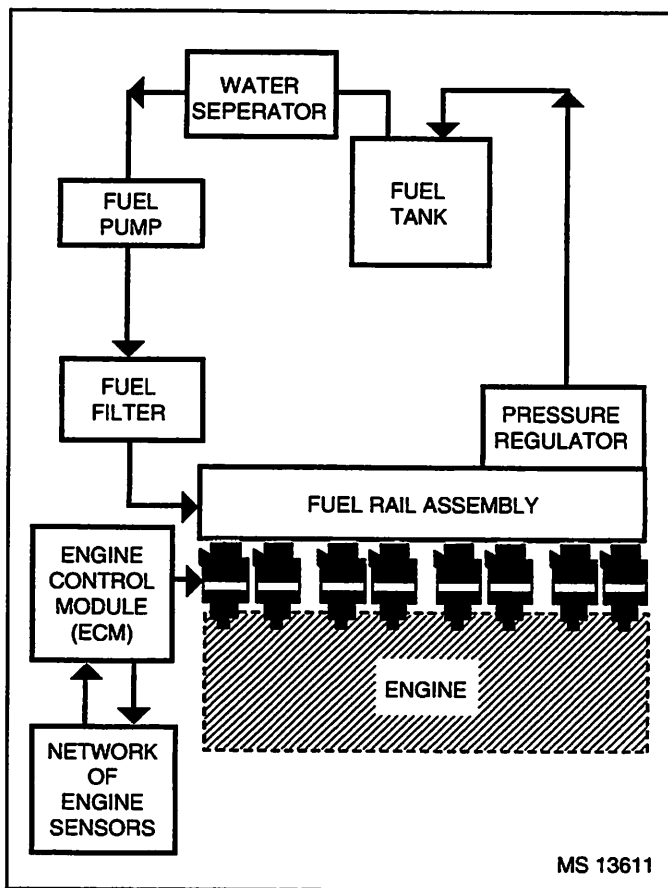 WATER
SEPERATOR
FUEL
PUMP
FUEL
TANK
FUEL
FILTER
PRESSURE
REGULATOR
FUEL RAIL ASSEMBLY
ENGINE
CONTROL
MODULE
(ECM)
ENGINE
NETWORK
OF
ENGINE
SENSORS
MS 13611